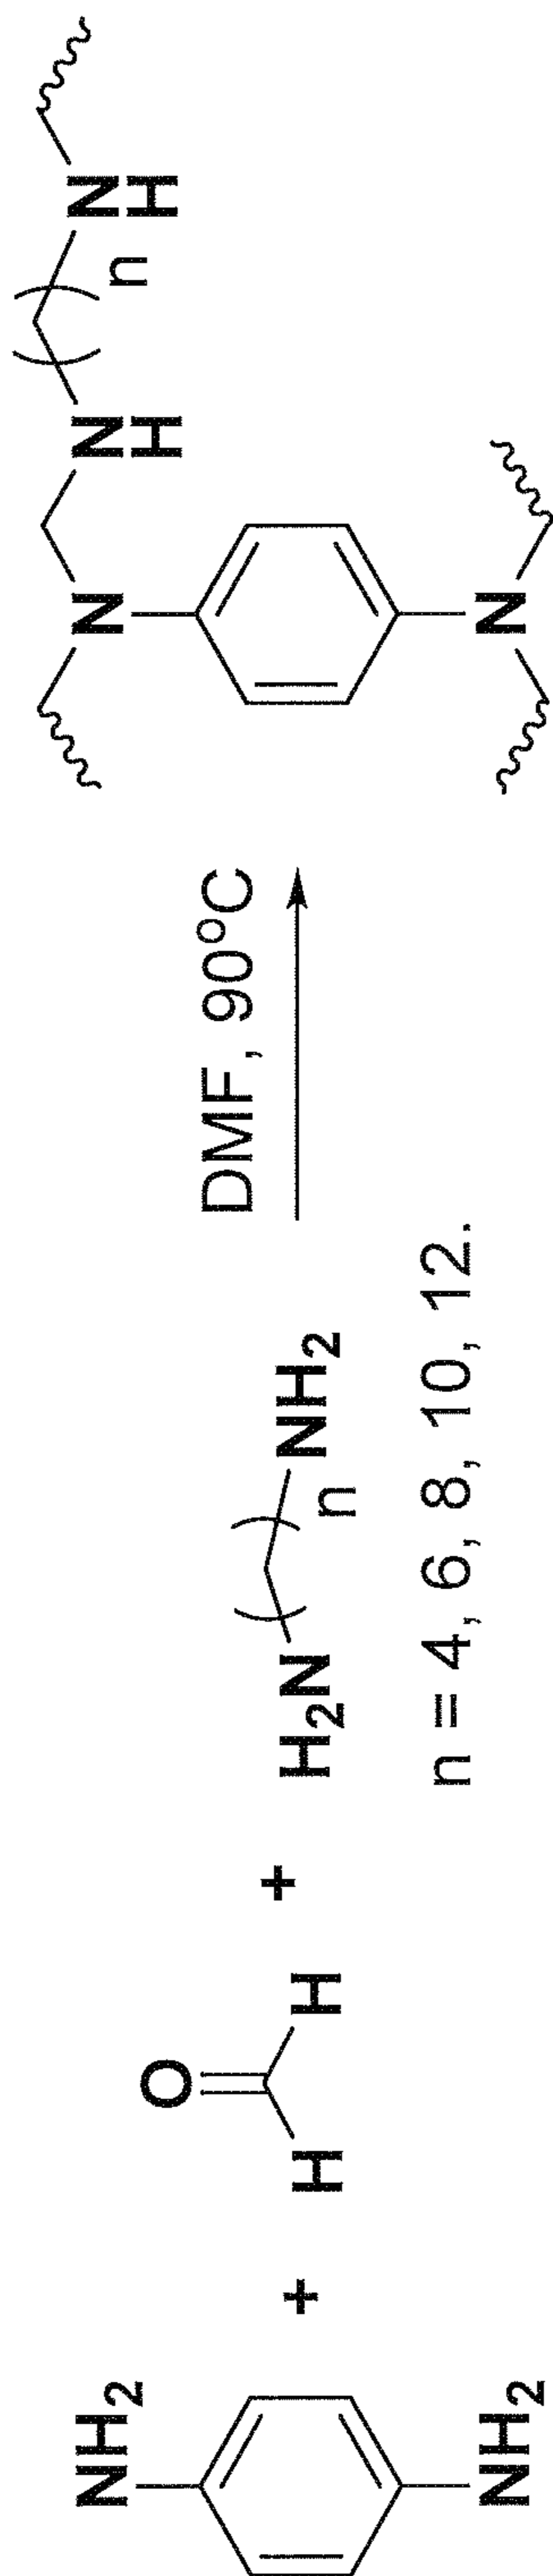 NH2
NH2
+
O
H H
+
H2N ( ) n NH2
n = 4, 6, 8, 10, 12.
DMF, 90°C
N
N
H
( ) n
N
H
N